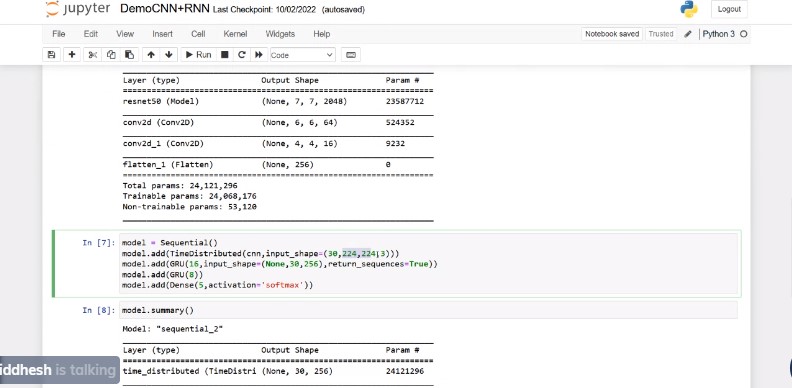 jupyter DemoCNN+RNN Last Checkpoint: 10/02/2022 (autosaved)
Logout
File Edit View Insert Cell Kernel Widgets Help
Notebook saved Trusted Python 3
Run Code
Layer (type) Output Shape Param #
==========================================================
resnet50 (Model) (None, 7, 7, 2048) 23587712
conv2d (Conv2D) (None, 6, 6, 64) 524352
conv2d_1 (Conv2D) (None, 4, 4, 16) 9232
flatten_1 (Flatten) (None, 256) 0
==========================================================
Total params: 24,121,296
Trainable params: 24,068,176
Non-trainable params: 53,120
In [7]: model = Sequential()
model.add(TimeDistributed(cnn,input_shape=(30,224,224,3)))
model.add(GRU(16,input_shape=(None,30,256),return_sequences=True))
model.add(GRU(8))
model.add(Dense(5,activation='softmax'))
In [8]: model.summary()
Model: "sequential_2"
Layer (type) Output Shape Param #
==========================================================
time_distributed (TimeDistri (None, 30, 256) 24121296
iddhesh is talking